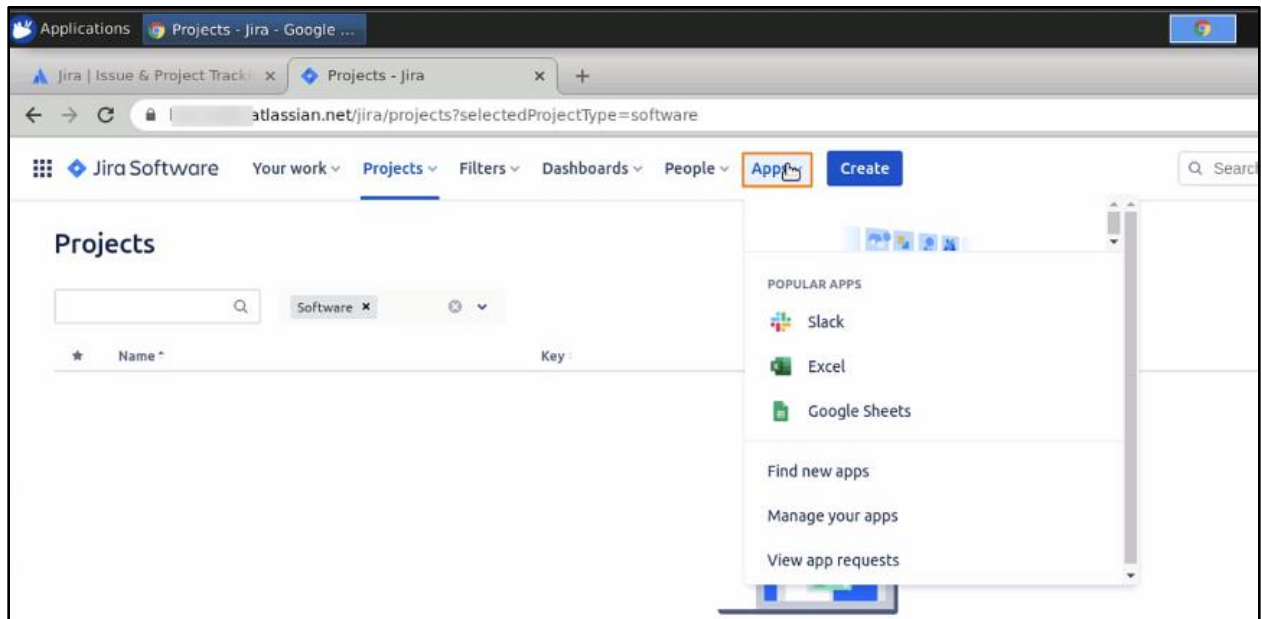 Applications Projects - Jira - Google ...
Jira | Issue & Project Tracki × Projects - Jira × +
atlassian.net/jira/projects?selectedProjectType=software
Jira Software Your work Projects Filters Dashboards People Apps Create Search
Projects
Software ×
POPULAR APPS
Slack
Name Key
Excel
Google Sheets
Find new apps
Manage your apps
View app requests